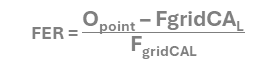 FER = O_point – FgridCA_L
F_gridCAL